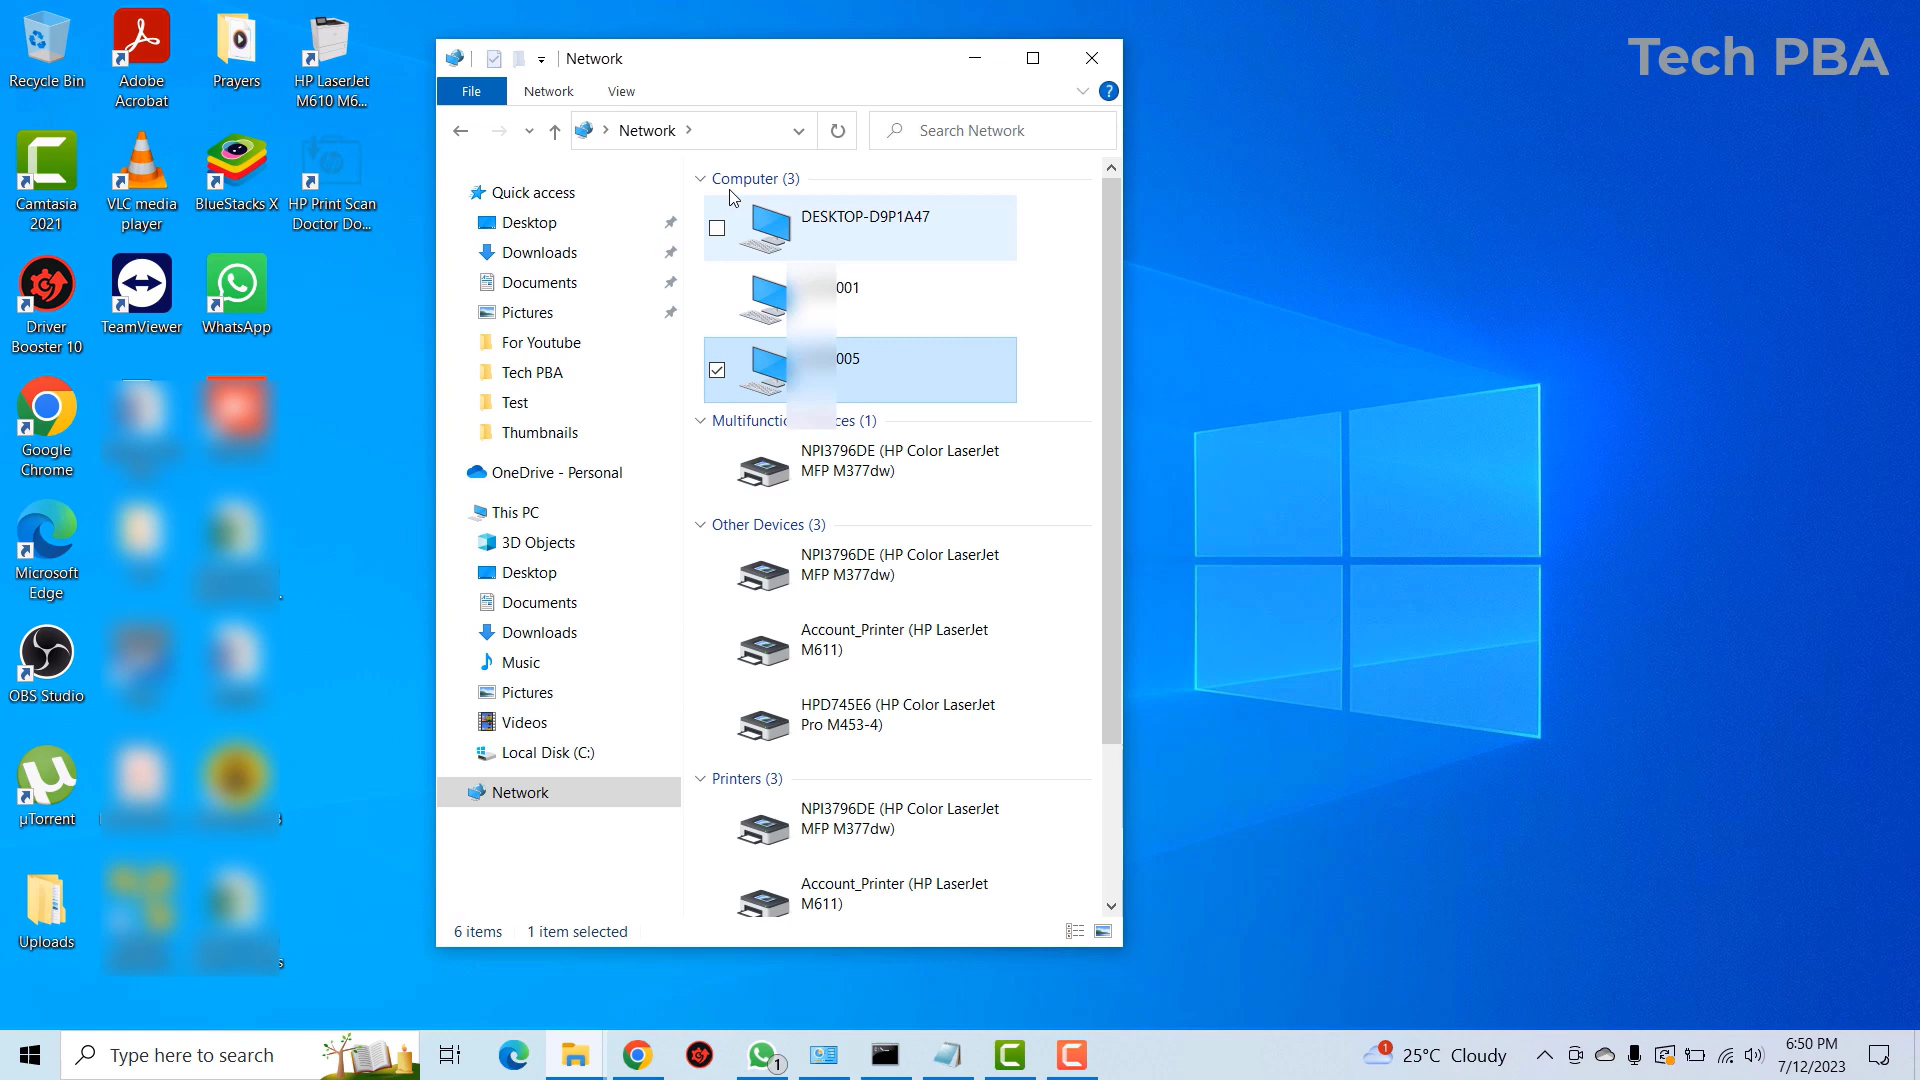 Tech PBA
Recycle Bin
Adobe
Acrobat
Prayers
HP LaserJet
M610 M6...
Camtasia
2021
VLC media
player
BlueStacks X
HP Print Scan
Doctor Do...
Driver
Booster 10
TeamViewer
WhatsApp
Google
Chrome
Microsoft
Edge
OBS Studio
µTorrent
Uploads
Network
File
Network
View
Network
Search Network
Quick access
Desktop
Downloads
Documents
Pictures
For Youtube
Tech PBA
Test
Thumbnails
OneDrive - Personal
This PC
3D Objects
Desktop
Documents
Downloads
Music
Pictures
Videos
Local Disk (C:)
Network
Computer (3)
DESKTOP-D9P1A47
001
005
(1)
NPI3796DE (HP Color LaserJet
MFP M377dw)
Other Devices (3)
NPI3796DE (HP Color LaserJet
MFP M377dw)
Account_Printer (HP LaserJet
M611)
HPD745E6 (HP Color LaserJet
Pro M453-4)
Printers (3)
NPI3796DE (HP Color LaserJet
MFP M377dw)
Account_Printer (HP LaserJet
M611)
6 items
1 item selected
Type here to search
1
1
25°C Cloudy
6:50 PM
7/12/2023